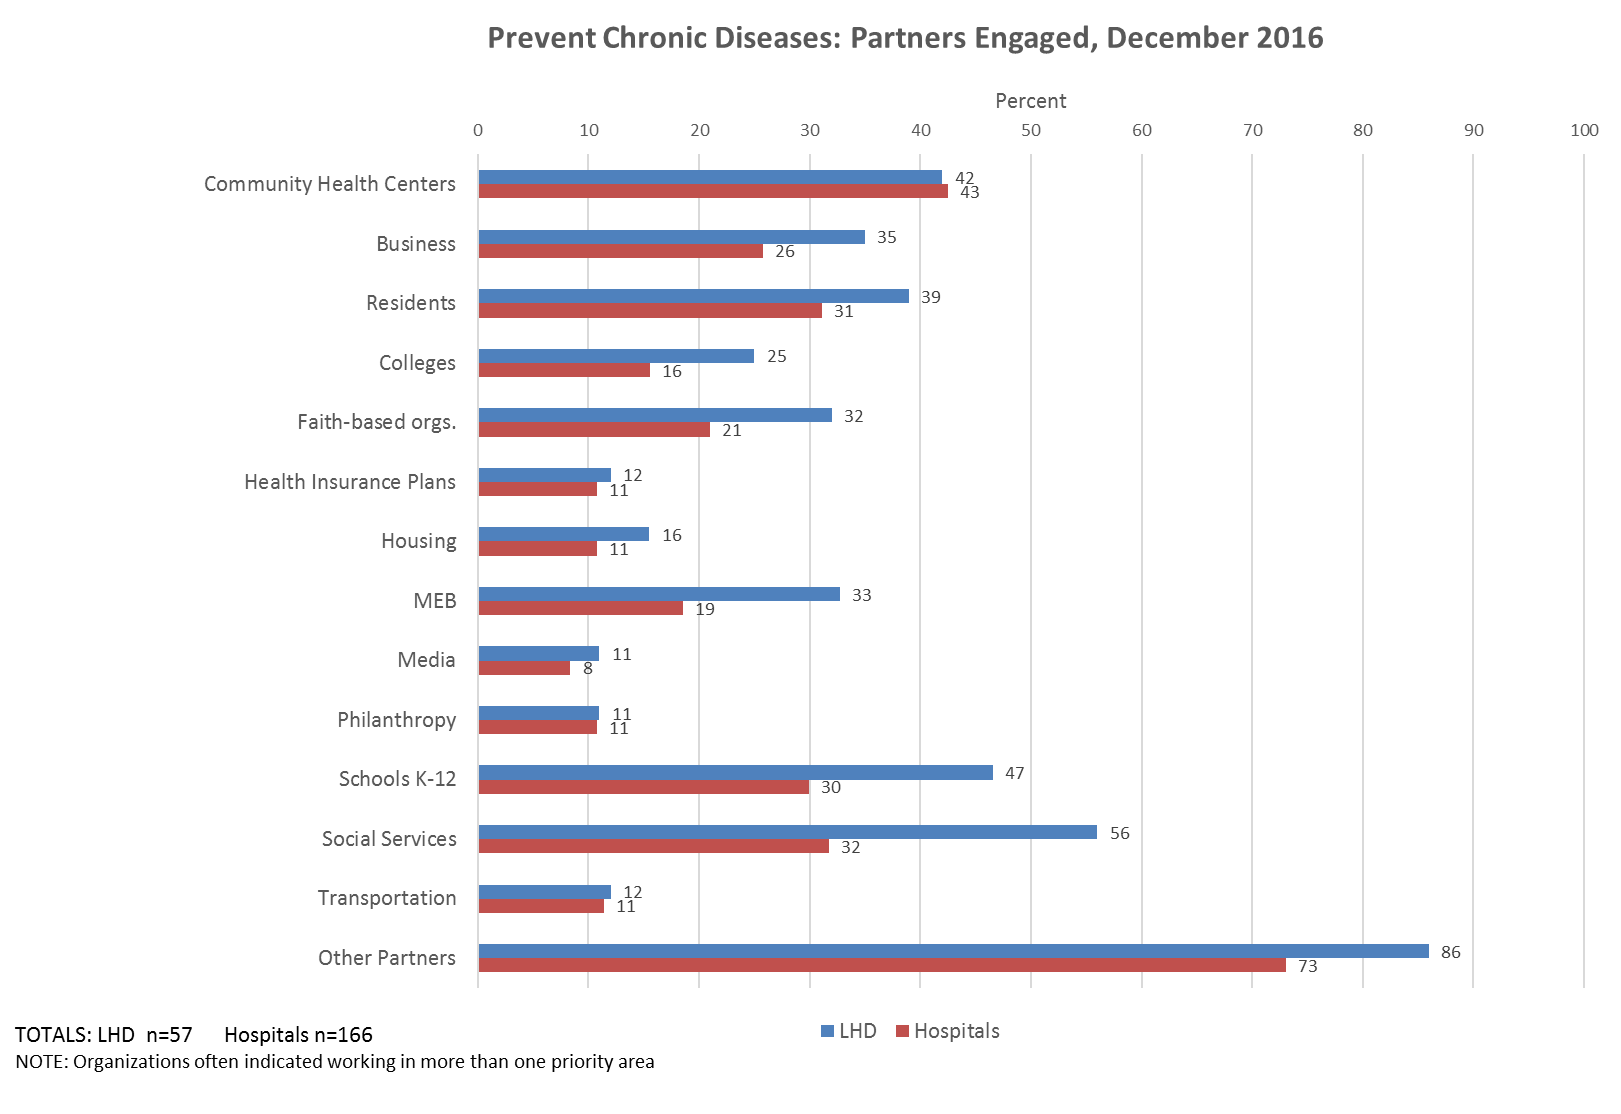 Prevent Chronic Diseases: Partners Engaged, December 2016
Percent
0 10 20 30 40 50 60 70 80 90 100
Community Health Centers 42
43
Business 35
26
Residents 39
31
Colleges 25
16
Faith-based orgs. 32
21
Health Insurance Plans 12
11
Housing 16
11
MEB 33
19
Media 11
8
Philanthropy 11
11
Schools K-12 47
30
Social Services 56
32
Transportation 12
11
Other Partners 86
73
TOTALS: LHD n=57 Hospitals n=166
LHD Hospitals
NOTE: Organizations often indicated working in more than one priority area